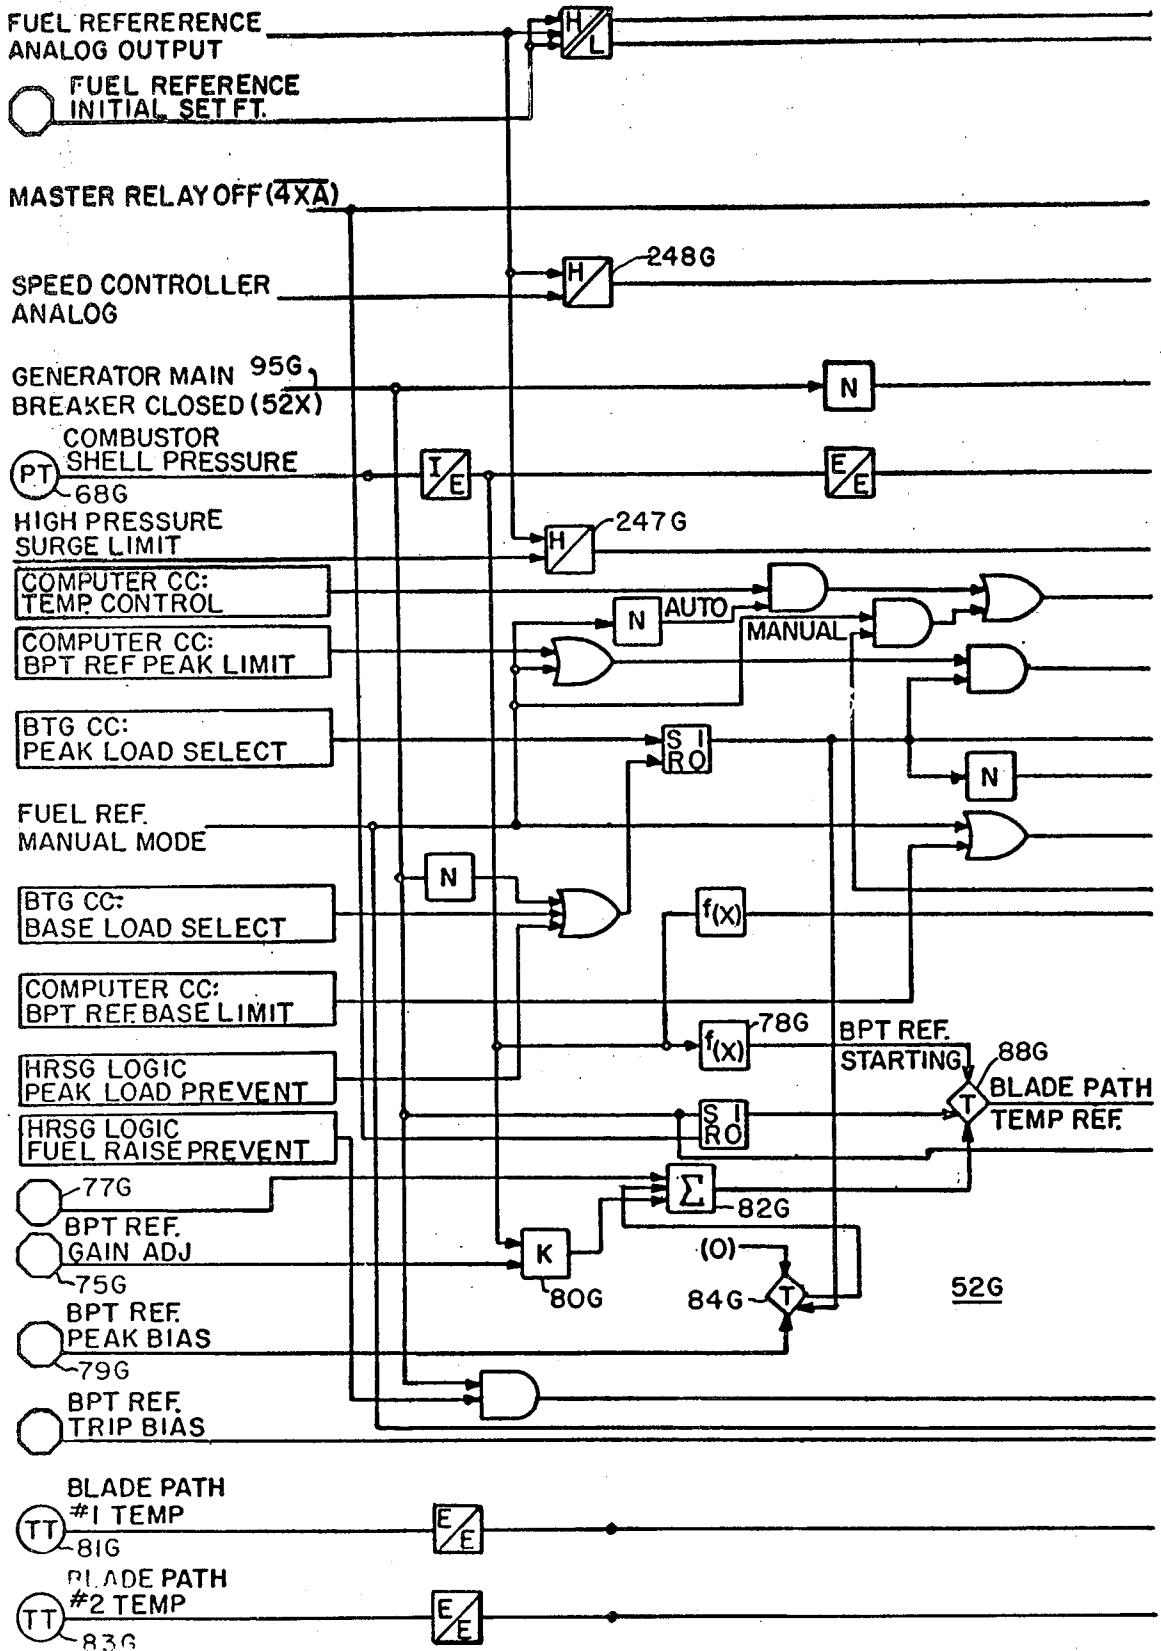 FUEL REFERERENCE
ANALOG OUTPUT
H
L
FUEL REFERENCE
INITIAL SET FT.
MASTER RELAY OFF (4XA)
SPEED CONTROLLER
ANALOG
H
248G
GENERATOR MAIN 95G
BREAKER CLOSED (52X)
N
COMBUSTOR
SHELL PRESSURE
PT
68G
I
E
E
E
HIGH PRESSURE
SURGE LIMIT
H
247G
COMPUTER CC:
TEMP. CONTROL
N
AUTO
MANUAL
COMPUTER CC:
BPT REF PEAK LIMIT
BTG CC:
PEAK LOAD SELECT
S I
R O
N
FUEL REF.
MANUAL MODE
N
BTG CC:
BASE LOAD SELECT
f(x)
COMPUTER CC:
BPT REF. BASE LIMIT
f(x)
78G
BPT REF.
STARTING
88G
T
BLADE PATH
TEMP REF.
HRSG LOGIC
PEAK LOAD PREVENT
S I
R O
HRSG LOGIC
FUEL RAISE PREVENT
77G
Σ
82G
BPT REF.
GAIN ADJ
75G
K
80G
(O)
84G
T
52G
BPT REF.
PEAK BIAS
79G
BPT REF.
TRIP BIAS
BLADE PATH
#1 TEMP
TT
81G
E
E
BLADE PATH
#2 TEMP
TT
83G
E
E